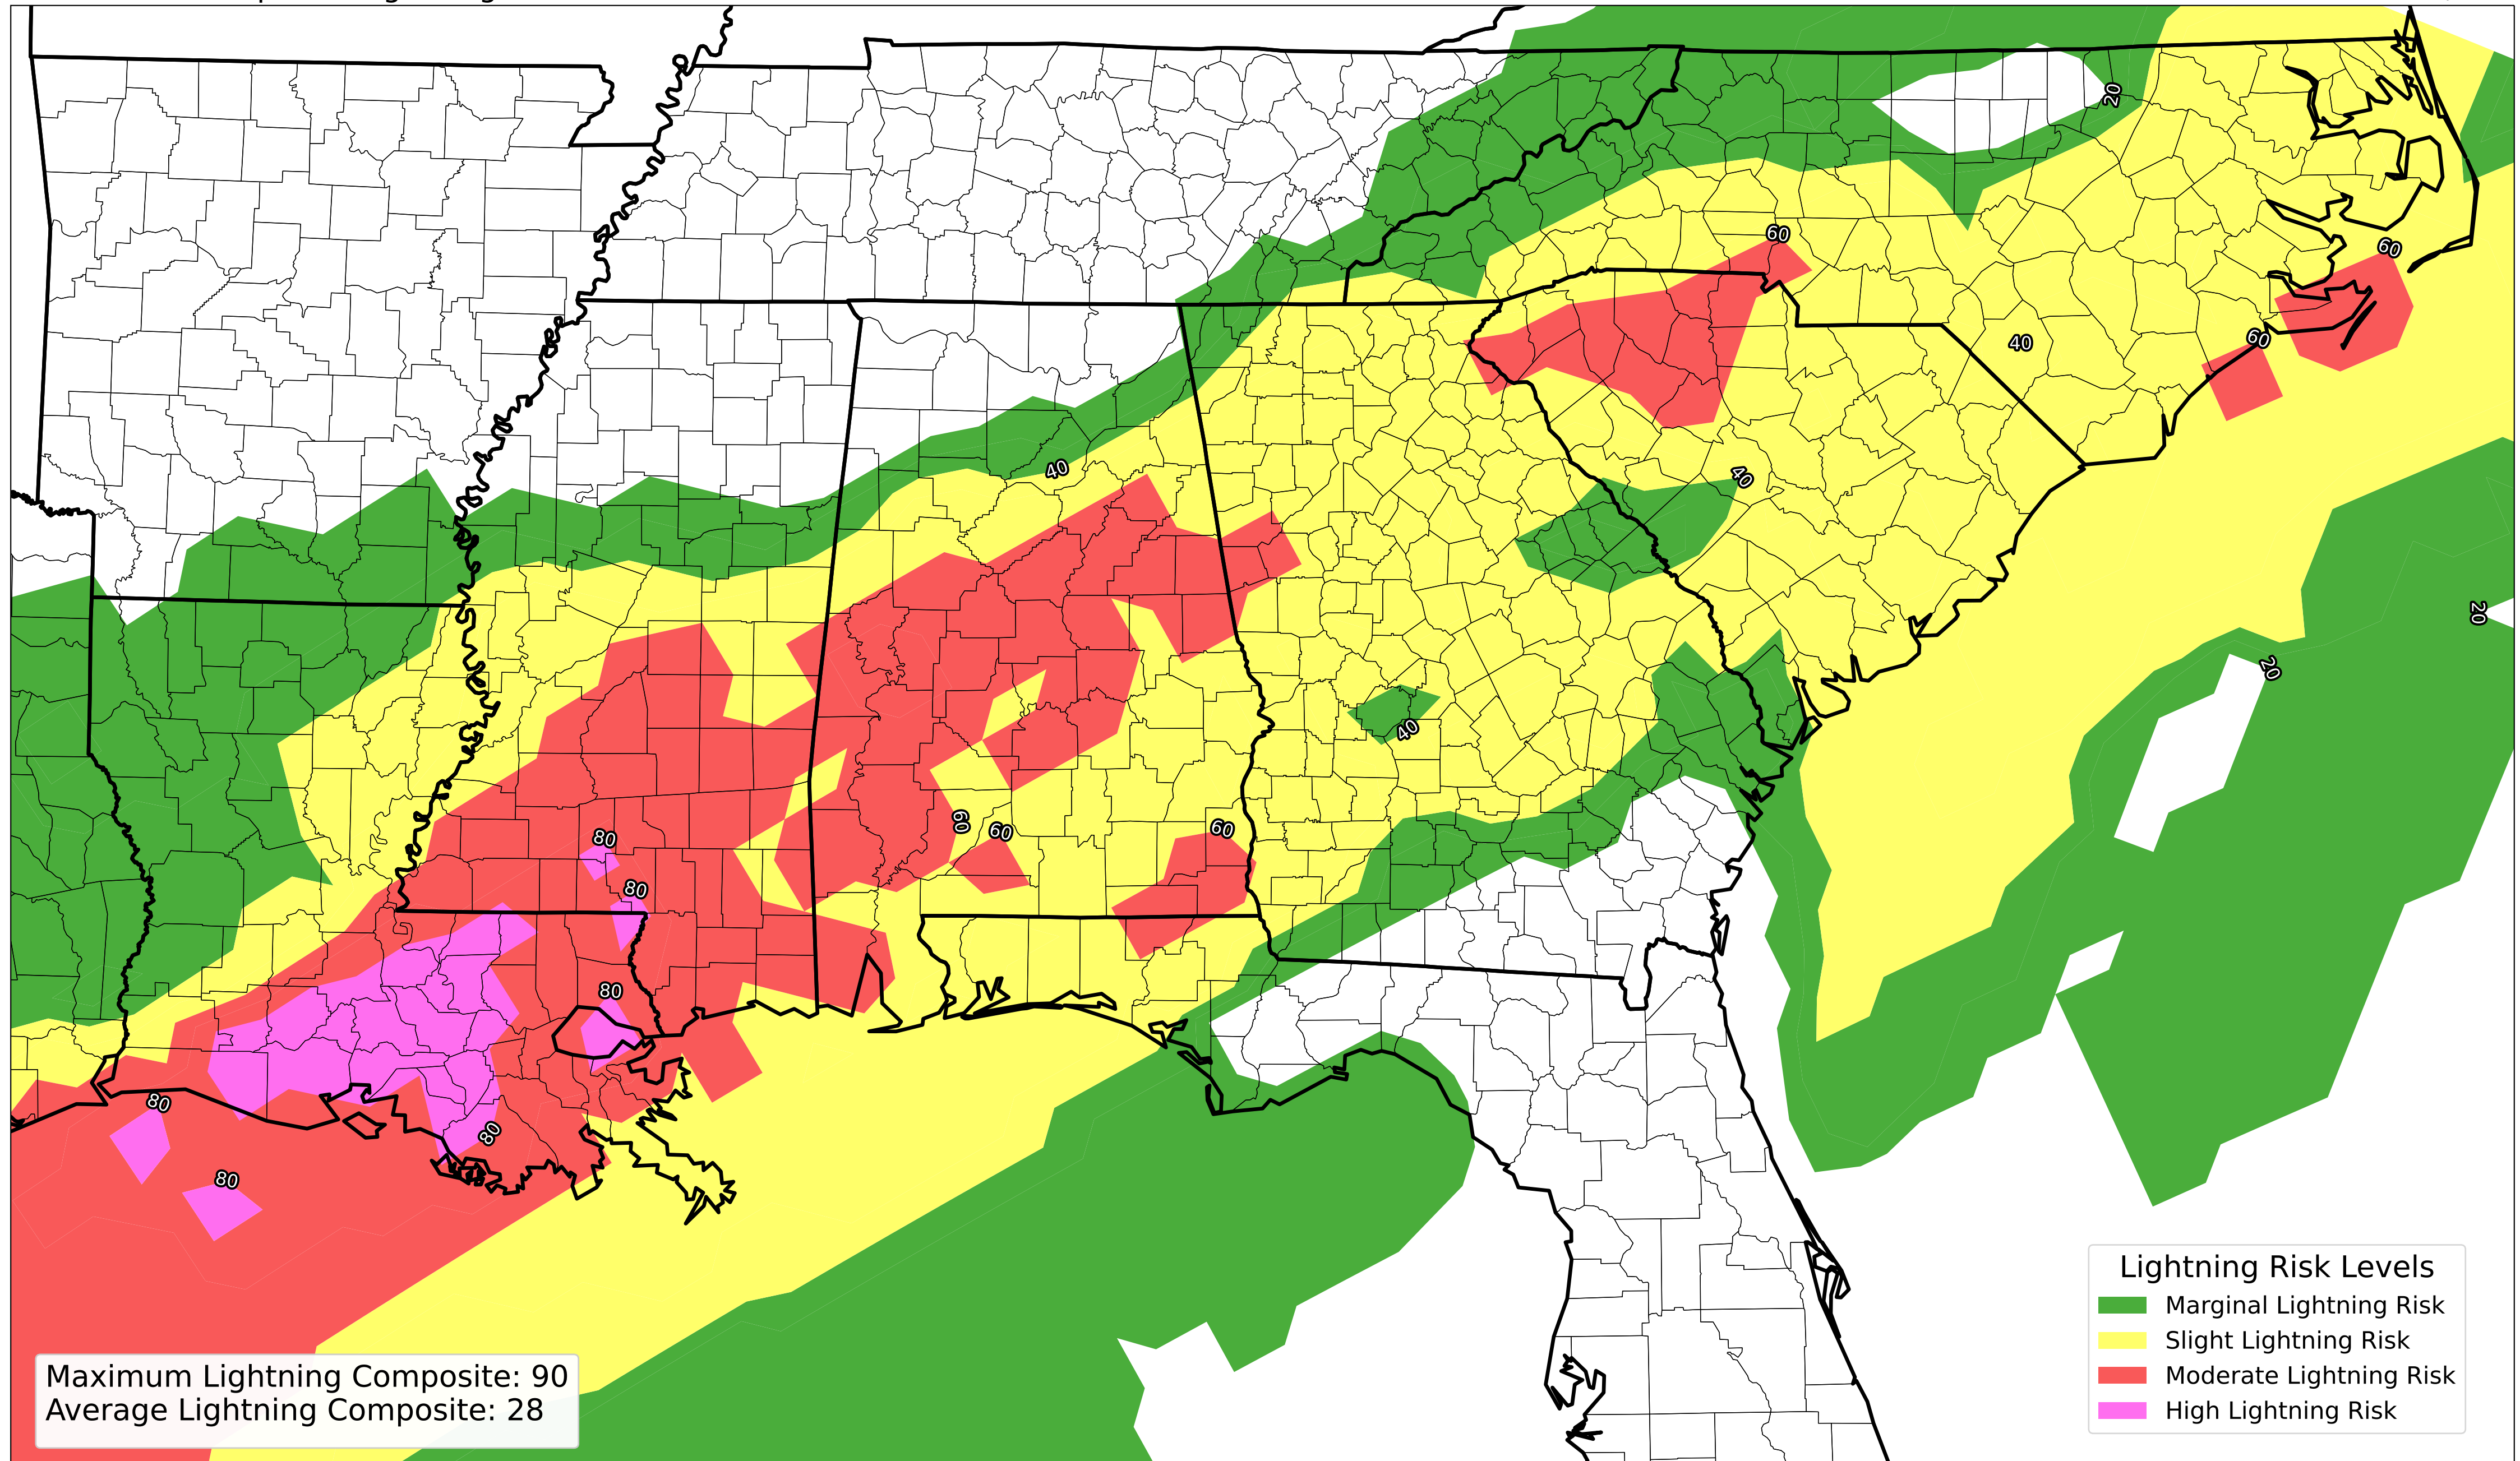 20
60
60
60
40
40
40
20
20
40
60
60
60
80
80
80
80
80
80
Lightning Risk Levels
Marginal Lightning Risk
Slight Lightning Risk
Moderate Lightning Risk
High Lightning Risk
Maximum Lightning Composite: 90
Average Lightning Composite: 28